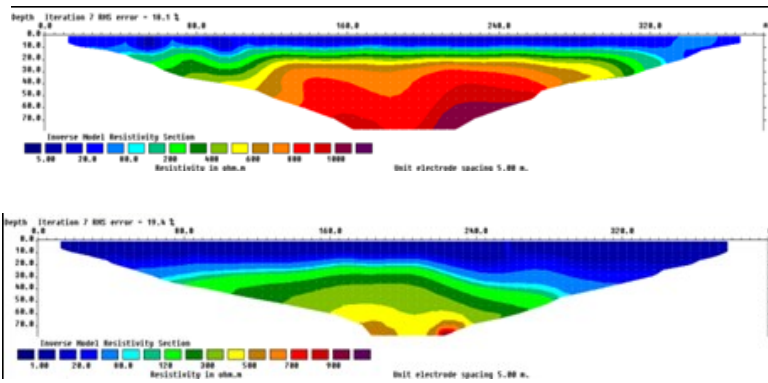 Depth Iteration 7 RMS error = 18.1 %
0.0 80.0 160.0 240.0 320.0 m
0.0
10.0
20.0
30.0
40.0
50.0
60.0
70.0
Inverse Model Resistivity Section
5.00 20.0 80.0 200 400 600 800 1000
Resistivity in ohm.m Unit electrode spacing 5.00 m.
Depth Iteration 7 RMS error = 19.4 %
0.0 80.0 160.0 240.0 320.0
0.0
10.0
20.0
30.0
40.0
50.0
60.0
70.0
Inverse Model Resistivity Section
1.00 20.0 80.0 120 300 500 700 900
Resistivity in ohm.m Unit electrode spacing 5.00 m.